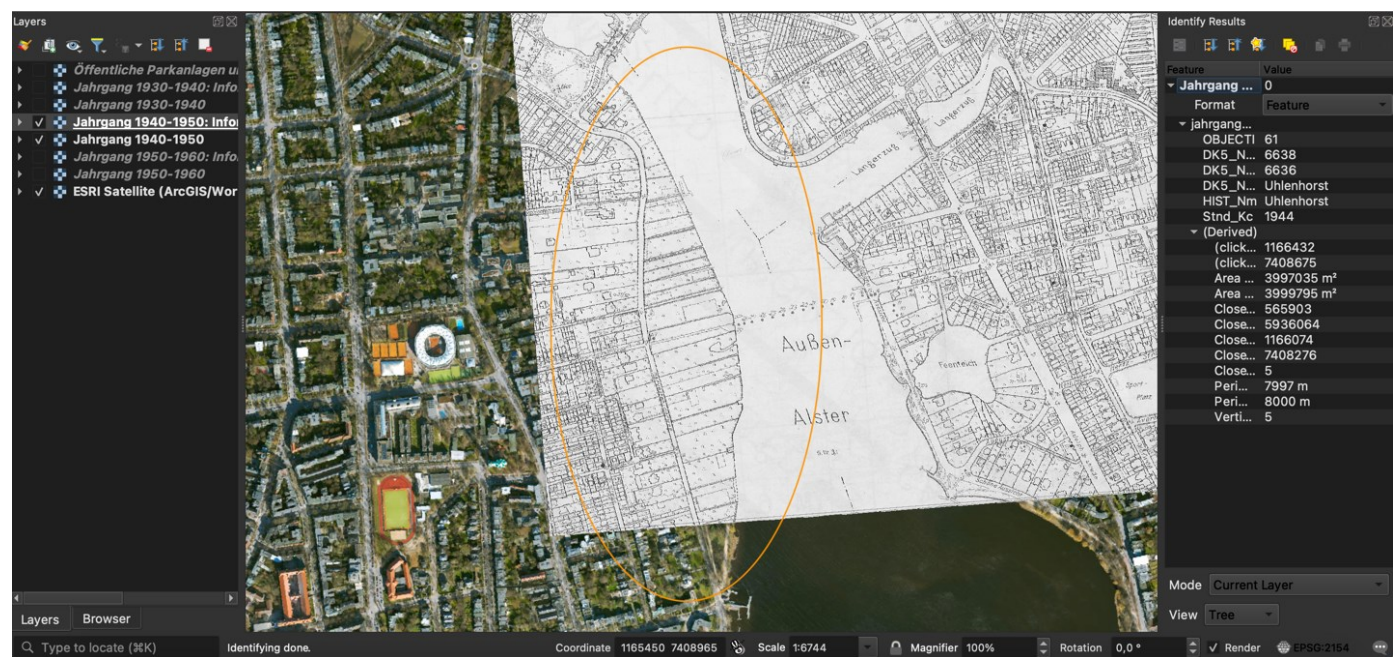 Layers
Öffentliche Parkanlagen u
Jahrgang 1930-1940: Info
Jahrgang 1930-1940
Jahrgang 1940-1950: Infor
Jahrgang 1940-1950
Jahrgang 1950-1960: Info
Jahrgang 1950-1960
ESRI Satellite (ArcGIS/Wor
Layers Browser
Langerzug
Langerzug
Außen-
Alster
Feenteich
Sport-
Platz
Identify Results
Feature Value
Jahrgang ... 0
Format Feature
jahrgang...
OBJECTI 61
DK5_N... 6638
DK5_N... 6636
DK5_N... Uhlenhorst
HIST_Nm Uhlenhorst
Stnd_Kc 1944
(Derived)
(click... 1166432
(click... 7408675
Area ... 3997035 m²
Area ... 3999795 m²
Close... 565903
Close... 5936064
Close... 1166074
Close... 7408276
Close... 5
Peri... 7997 m
Peri... 8000 m
Verti... 5
Mode Current Layer
View Tree
Type to locate (⌘K) Identifying done. Coordinate 1165450 7408965 Scale 1:6744 Magnifier 100% Rotation 0,0 ° Render EPSG:2154